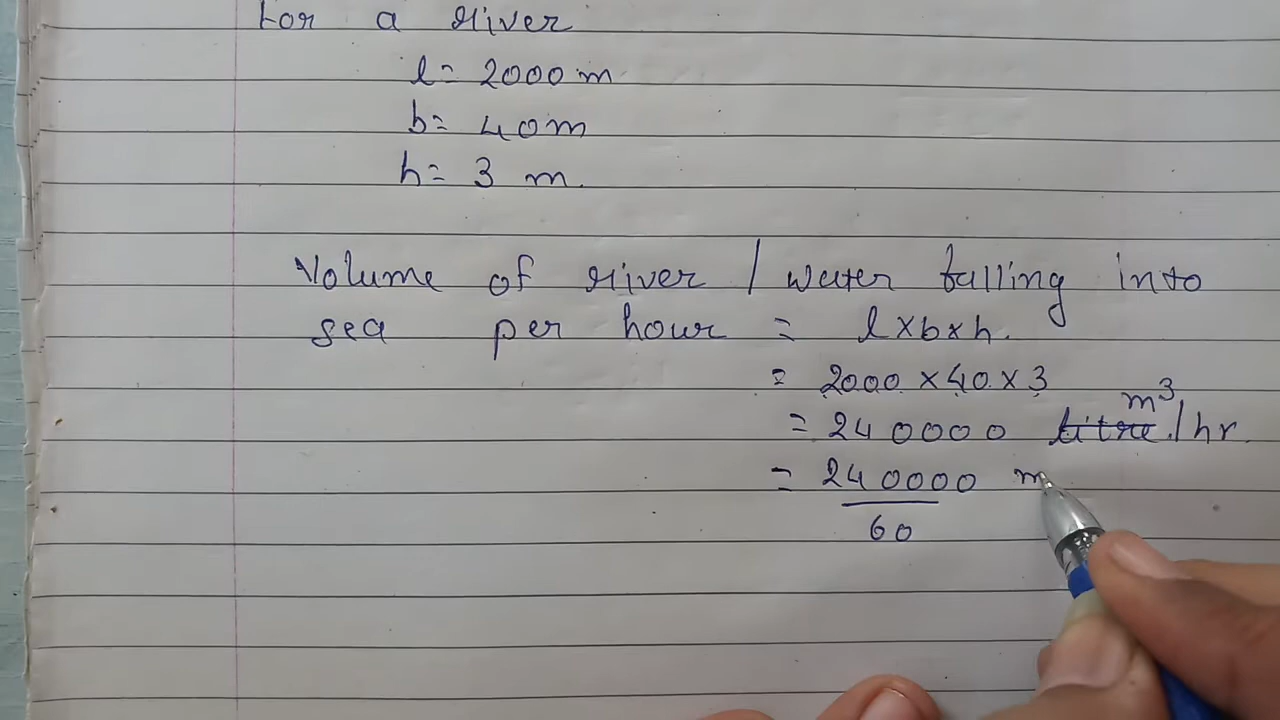 For a river
l= 2000 m
b= 40m
h= 3 m.
Volume of river / water falling into
sea per hour = l×b×h.
= 2000 × 40 × 3
= 240000 litre m³/hr
= 240000 m
60